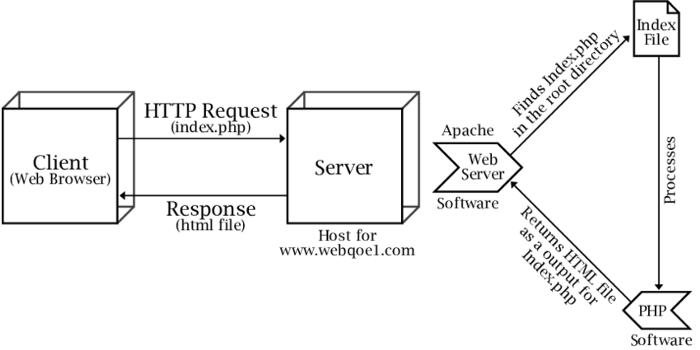 HTTP Request
(index.php)
Client
(Web Browser)
Response
(html file)
Server
Host for
www.webqoe1.com
Apache
Web
Server
Software
Finds Index.php
in the root directory
Index
File
Processes
PHP
Software
Returns HTML file
as a output for
Index.php